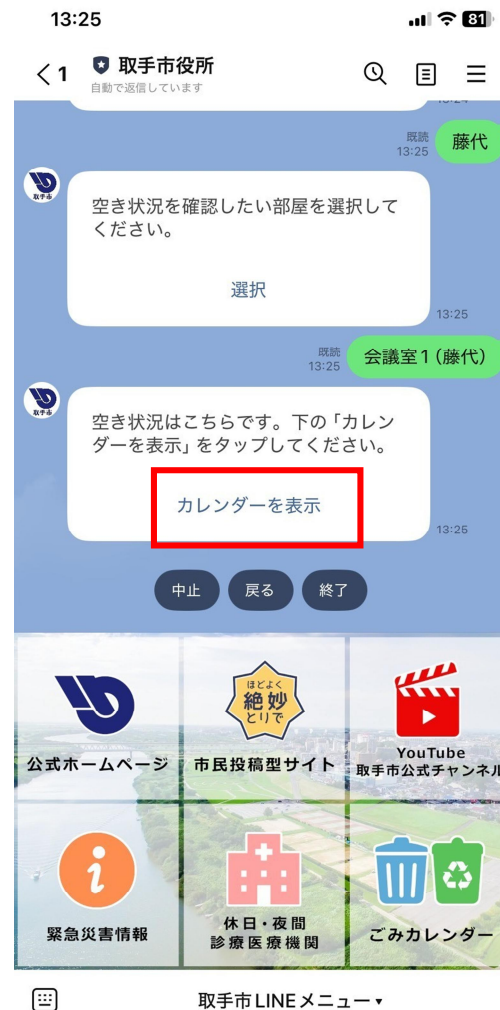 13:25
81
1
取手市役所
自動で返信しています
既読
13:25
藤代
取手市
空き状況を確認したい部屋を選択して
ください。
選択
13:25
既読
13:25
会議室1(藤代)
取手市
空き状況はこちらです。下の「カレン
ダーを表示」をタップしてください。
カレンダーを表示
13:25
中止
戻る
終了
公式ホームページ
ほどよく
絶妙
とりで
市民投稿型サイト
YouTube
取手市公式チャンネル
緊急災害情報
休日・夜間
診療医療機関
ごみカレンダー
取手市LINEメニュー▾